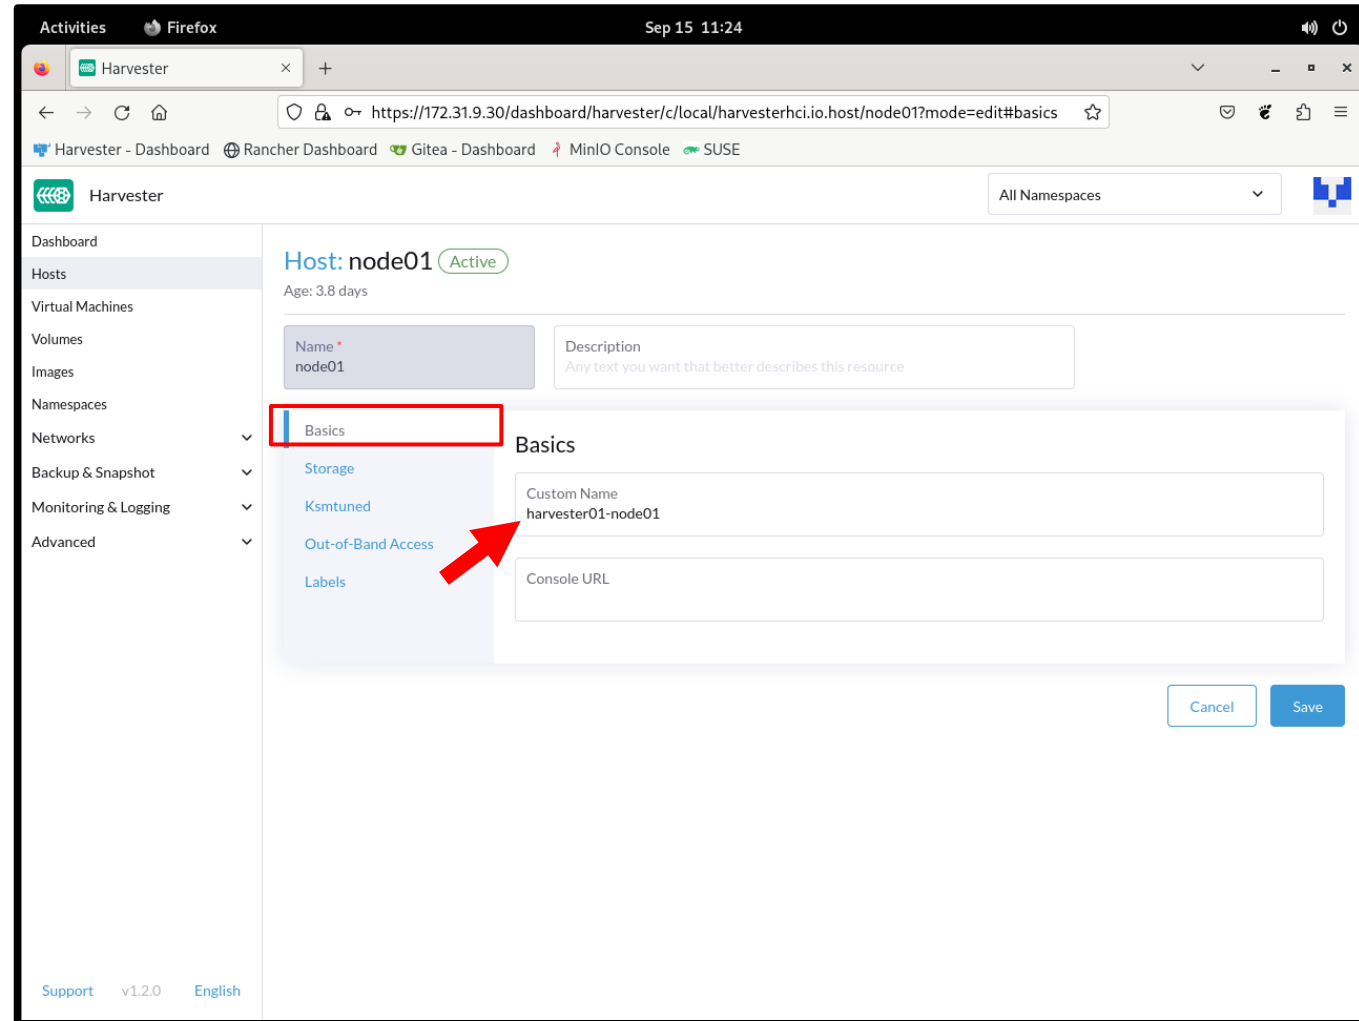 Activities Firefox Sep 15 11:24
Harvester
https://172.31.9.30/dashboard/harvester/c/local/harvesterhci.io.host/node01?mode=edit#basics
Harvester - Dashboard Rancher Dashboard Gitea - Dashboard MinIO Console SUSE
Harvester All Namespaces
Dashboard
Hosts
Virtual Machines
Volumes
Images
Namespaces
Networks
Backup & Snapshot
Monitoring & Logging
Advanced
Host: node01 Active
Age: 3.8 days
Name *
node01
Description
Any text you want that better describes this resource
Basics
Storage
Ksmtuned
Out-of-Band Access
Labels
Basics
Custom Name
harvester01-node01
Console URL
Cancel Save
Support v1.2.0 English